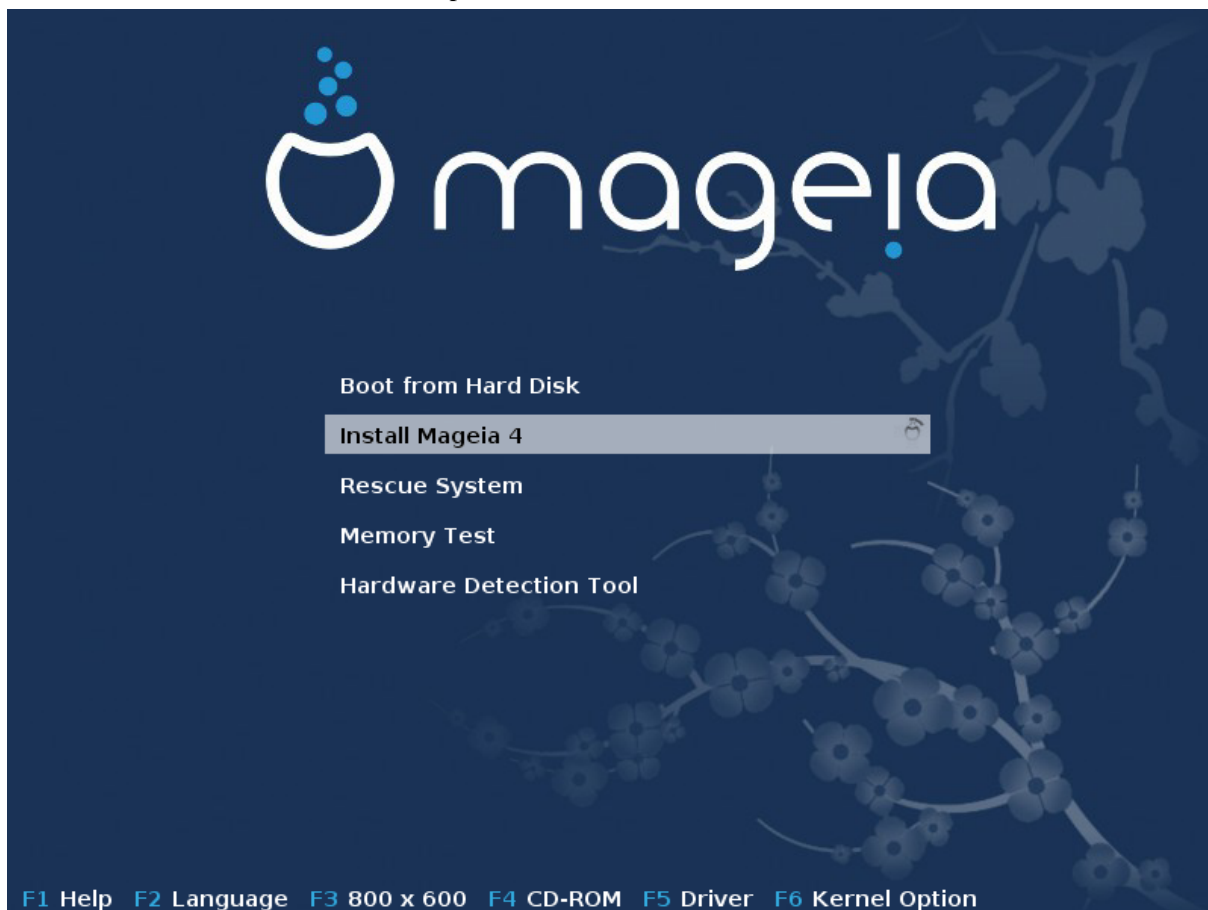 mageia
Boot from Hard Disk
Install Mageia 4
Rescue System
Memory Test
Hardware Detection Tool
F1 Help F2 Language F3 800 x 600 F4 CD-ROM F5 Driver F6 Kernel Option